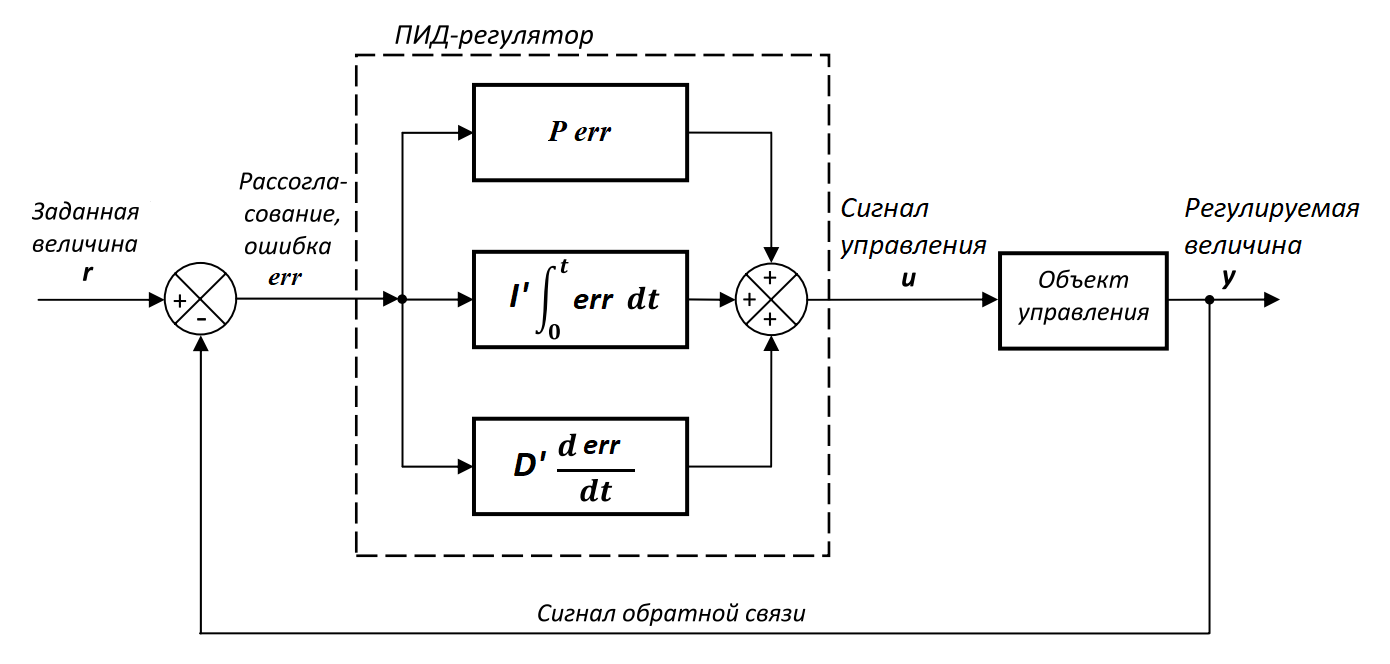 ПИД-регулятор
P err
Рассогла-
сование,
ошибка
err
Заданная
величина
r
+
-
I' ∫₀ᵗ err dt
+
+
+
D' d err
dt
Сигнал
управления
u
Объект
управления
Регулируемая
величина
y
Сигнал обратной связи